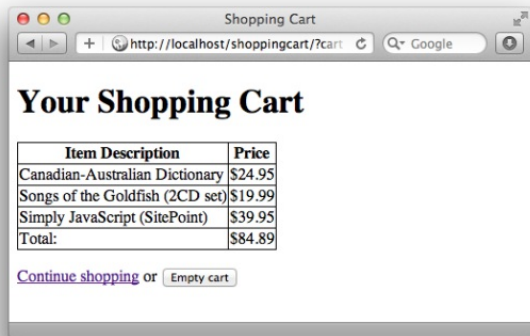 Shopping Cart
http://localhost/shoppingcart/?cart Google
Your Shopping Cart
Item Description Price
Canadian-Australian Dictionary $24.95
Songs of the Goldfish (2CD set) $19.99
Simply JavaScript (SitePoint) $39.95
Total: $84.89
Continue shopping or Empty cart